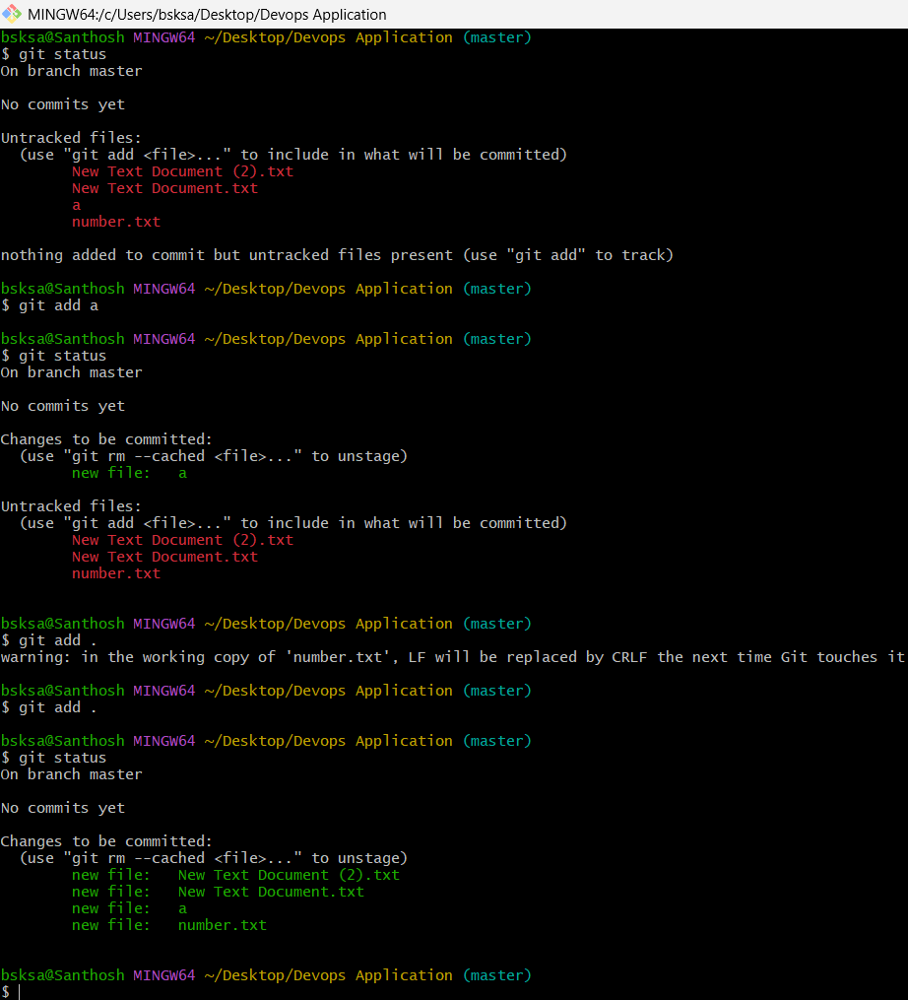 MINGW64:/c/Users/bsksa/Desktop/Devops Application
bsksa@Santhosh MINGW64 ~/Desktop/Devops Application (master)
$ git status
On branch master

No commits yet

Untracked files:
  (use "git add <file>..." to include in what will be committed)
        New Text Document (2).txt
        New Text Document.txt
        a
        number.txt

nothing added to commit but untracked files present (use "git add" to track)

bsksa@Santhosh MINGW64 ~/Desktop/Devops Application (master)
$ git add a

bsksa@Santhosh MINGW64 ~/Desktop/Devops Application (master)
$ git status
On branch master

No commits yet

Changes to be committed:
  (use "git rm --cached <file>..." to unstage)
        new file:   a

Untracked files:
  (use "git add <file>..." to include in what will be committed)
        New Text Document (2).txt
        New Text Document.txt
        number.txt


bsksa@Santhosh MINGW64 ~/Desktop/Devops Application (master)
$ git add .
warning: in the working copy of 'number.txt', LF will be replaced by CRLF the next time Git touches it

bsksa@Santhosh MINGW64 ~/Desktop/Devops Application (master)
$ git add .

bsksa@Santhosh MINGW64 ~/Desktop/Devops Application (master)
$ git status
On branch master

No commits yet

Changes to be committed:
  (use "git rm --cached <file>..." to unstage)
        new file:   New Text Document (2).txt
        new file:   New Text Document.txt
        new file:   a
        new file:   number.txt


bsksa@Santhosh MINGW64 ~/Desktop/Devops Application (master)
$